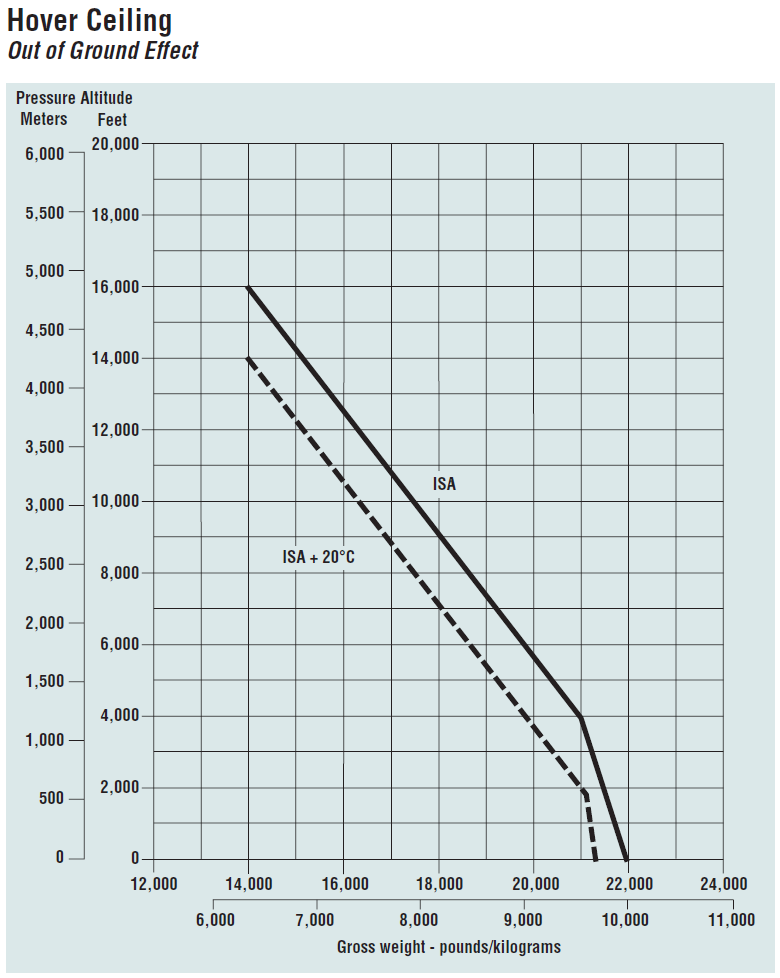 Hover Ceiling
Out of Ground Effect
Pressure Altitude
Meters Feet
20,000
6,000
5,500 18,000
5,000 16,000
4,500
14,000
4,000
12,000
3,500
ISA
3,000 10,000
ISA + 20°C
2,500 8,000
2,000
6,000
1,500
4,000
1,000
2,000
500
0 0
12,000 14,000 16,000 18,000 20,000 22,000 24,000
6,000 7,000 8,000 9,000 10,000 11,000
Gross weight - pounds/kilograms